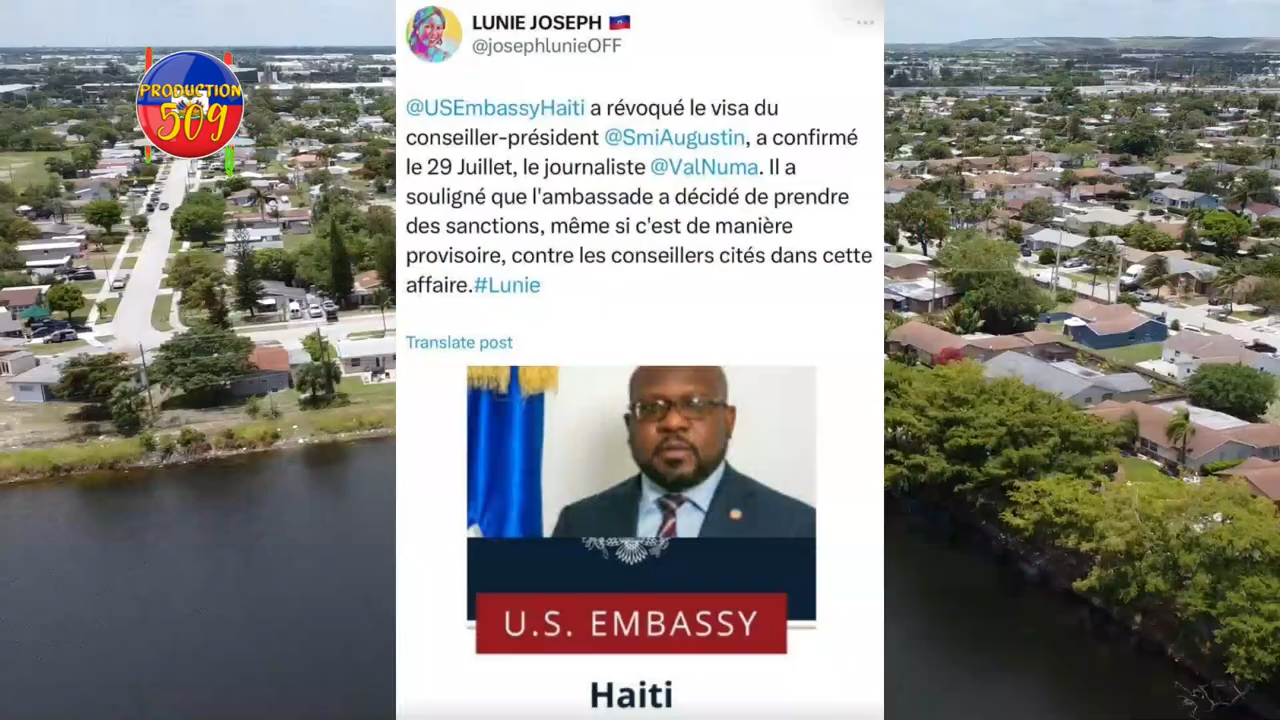 PRODUCTION
509
LUNIE JOSEPH
@josephlunieOFF
@USEmbassyHaiti a révoqué le visa du
conseiller-président @SmiAugustin, a confirmé
le 29 Juillet, le journaliste @ValNuma. Il a
souligné que l'ambassade a décidé de prendre
des sanctions, même si c'est de manière
provisoire, contre les conseillers cités dans cette
affaire.#Lunie
Translate post
U.S. EMBASSY
Haiti